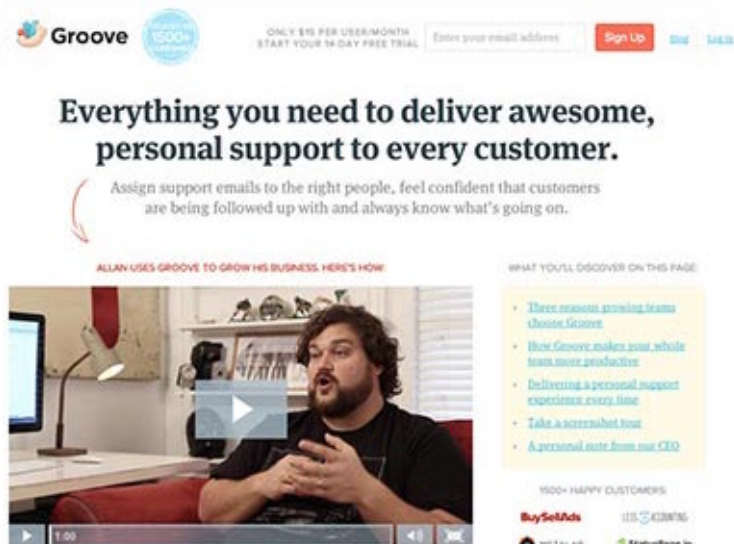 Groove
1500+
ONLY $15 PER USER/MONTH
START YOUR 14-DAY FREE TRIAL
Enter your email address
Sign Up
Blog
Log In
Everything you need to deliver awesome,
personal support to every customer.
Assign support emails to the right people, feel confident that customers
are being followed up with and always know what's going on.
ALLAN USES GROOVE TO GROW HIS BUSINESS. HERE'S HOW:
WHAT YOU'LL DISCOVER ON THIS PAGE:
Three reasons growing teams
choose Groove
How Groove makes your whole
team more productive
Delivering a personal support
experience every time
Take a screenshot tour
A personal note from our CEO
1:00
1500+ HAPPY CUSTOMERS
BuySellAds
LESS ACCOUNTING
StatusPage.io